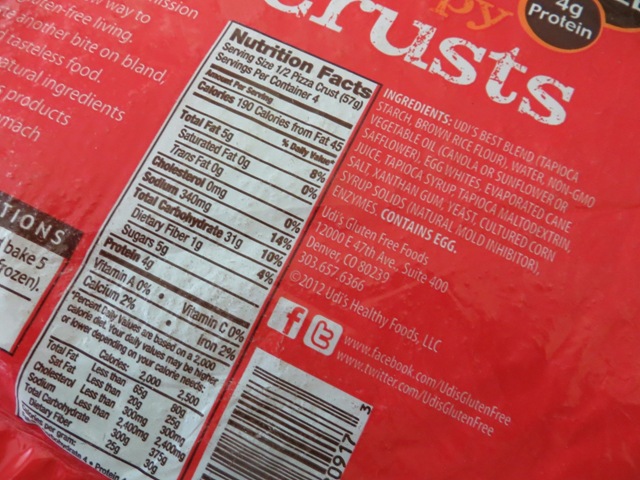 mission
way to
en-free living.
e another bite on bland,
tasteless food.
natural ingredients
s products
omach
TIONS
bake 5
frozen).
py
crusts
4g
Protein
Nutrition Facts
Serving Size 1/2 Pizza Crust (57g)
Servings Per Container 4
Amount Per Serving
Calories 190 Calories from Fat 45
% Daily Value*
Total Fat 5g 8%
Saturated Fat 0g 0%
Trans Fat 0g
Cholesterol 0mg 0%
Sodium 340mg 14%
Total Carbohydrate 31g 10%
Dietary Fiber 1g 4%
Sugars 5g
Protein 4g
Vitamin A 0% • Vitamin C 0%
Calcium 2% • Iron 2%
*Percent Daily Values are based on a 2,000
calorie diet. Your daily values may be higher
or lower depending on your calorie needs:
Calories 2,000 2,500
Total Fat Less than 65g 80g
Sat Fat Less than 20g 25g
Cholesterol Less than 300mg 300mg
Sodium Less than 2,400mg 2,400mg
Total Carbohydrate 300g 375g
Dietary Fiber 25g 30g
per gram:
4 • Protein
INGREDIENTS: UDI'S BEST BLEND (TAPIOCA
STARCH, BROWN RICE FLOUR), WATER, NON-GMO
VEGETABLE OIL (CANOLA OR SUNFLOWER OR
SAFFLOWER), EGG WHITES, EVAPORATED CANE
JUICE, TAPIOCA SYRUP, TAPIOCA MALTODEXTRIN,
SALT, XANTHAN GUM, YEAST, CULTURED CORN
SYRUP SOLIDS (NATURAL MOLD INHIBITOR),
ENZYMES. CONTAINS EGG.
Udi's Gluten Free Foods
12000 E 47th Ave., Suite 400
Denver, CO 80239
303.657.6366
©2012 Udi's Healthy Foods, LLC
www.facebook.com/UdisGlutenFree
www.twitter.com/UdisGlutenFree
0917
3